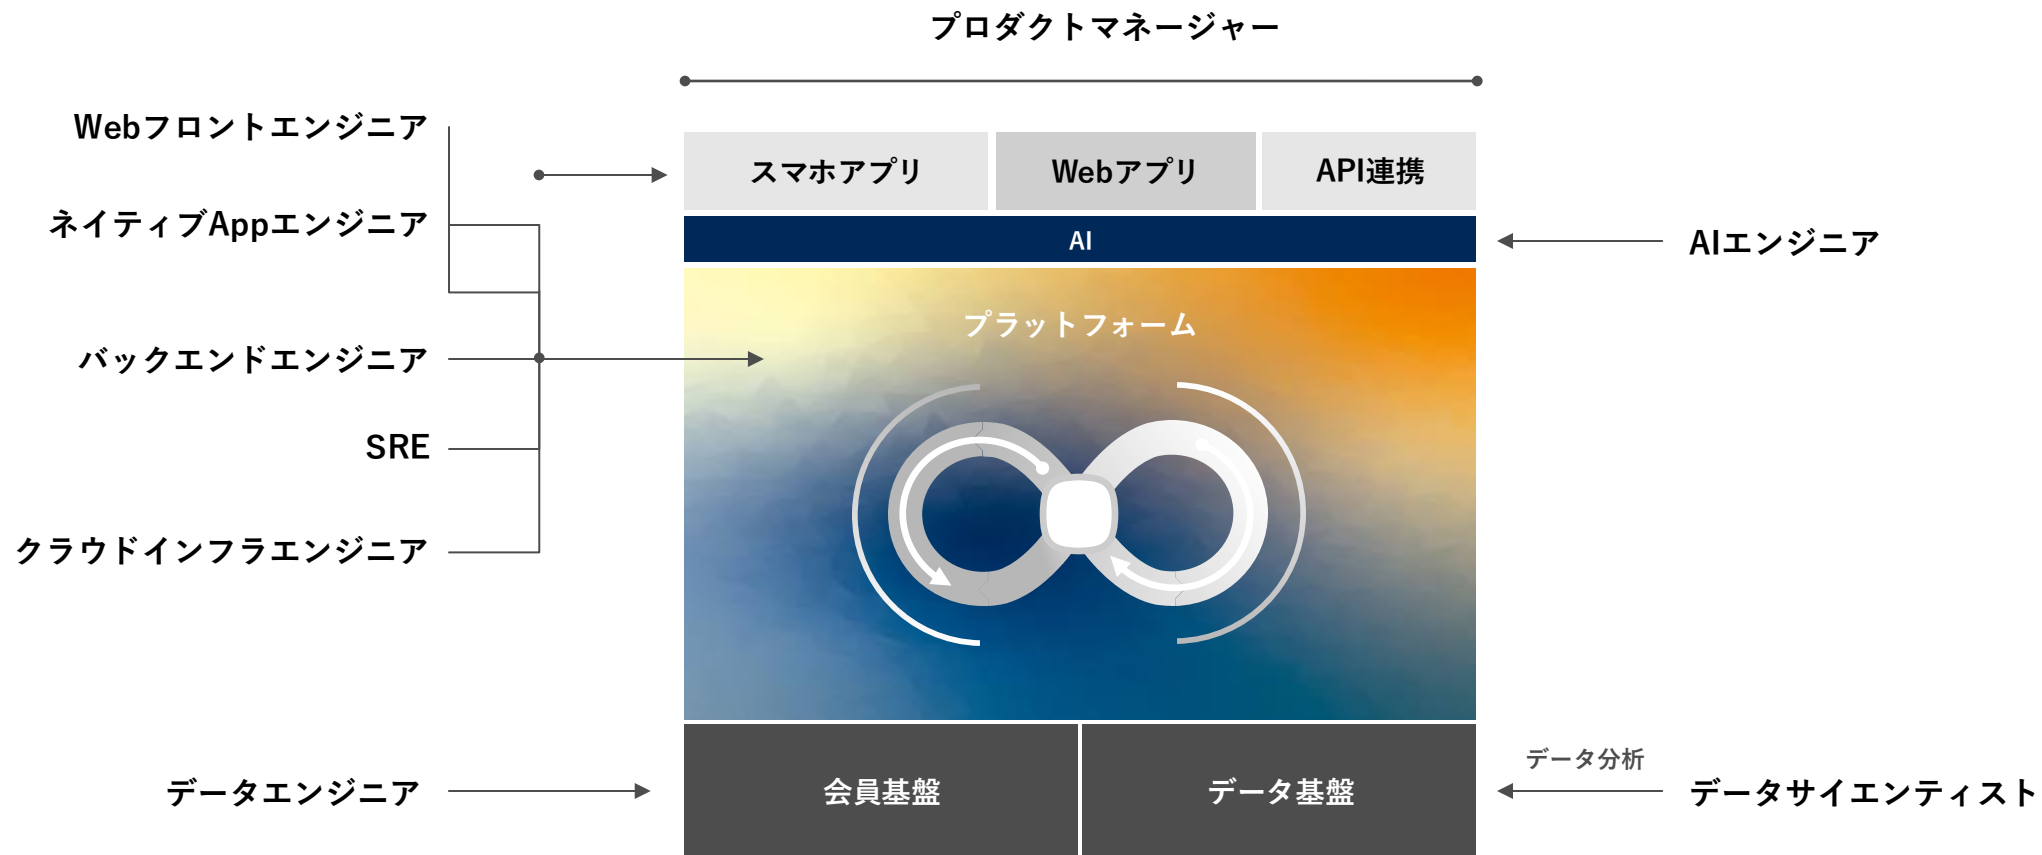 プロダクトマネージャー
Webフロントエンジニア
ネイティブAppエンジニア
バックエンドエンジニア
SRE
クラウドインフラエンジニア
データエンジニア
スマホアプリ
Webアプリ
API連携
AI
プラットフォーム
会員基盤
データ基盤
AIエンジニア
データ分析
データサイエンティスト